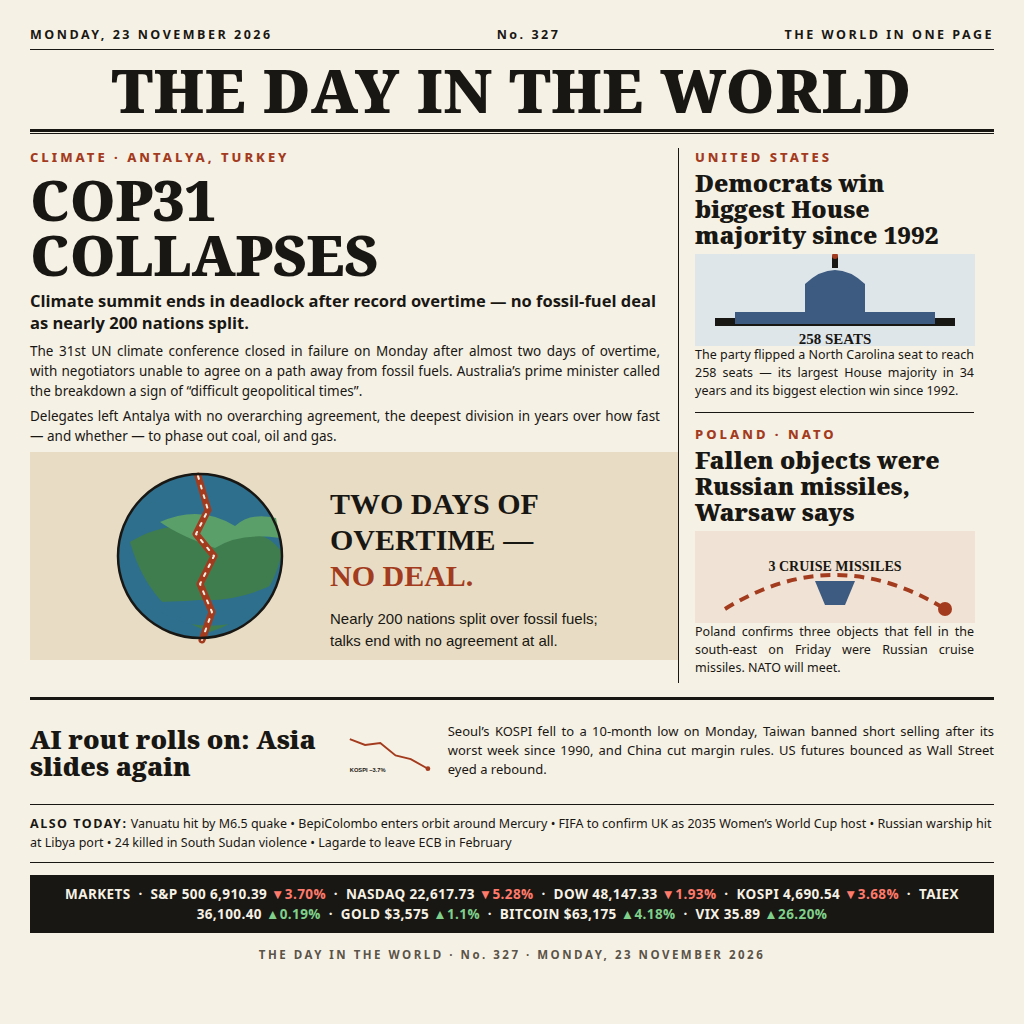 MONDAY, 23 NOVEMBER 2026
No. 327
THE WORLD IN ONE PAGE
THE DAY IN THE WORLD
CLIMATE · ANTALYA, TURKEY
COP31
COLLAPSES
Climate summit ends in deadlock after record overtime — no fossil-fuel deal
as nearly 200 nations split.
The 31st UN climate conference closed in failure on Monday after almost two days of overtime,
with negotiators unable to agree on a path away from fossil fuels. Australia’s prime minister called
the breakdown a sign of “difficult geopolitical times”.
Delegates left Antalya with no overarching agreement, the deepest division in years over how fast
— and whether — to phase out coal, oil and gas.
TWO DAYS OF
OVERTIME —
NO DEAL.
Nearly 200 nations split over fossil fuels;
talks end with no agreement at all.
UNITED STATES
Democrats win
biggest House
majority since 1992
258 SEATS
The party flipped a North Carolina seat to reach
258 seats — its largest House majority in 34
years and its biggest election win since 1992.
POLAND · NATO
Fallen objects were
Russian missiles,
Warsaw says
3 CRUISE MISSILES
Poland confirms three objects that fell in the
south-east on Friday were Russian cruise
missiles. NATO will meet.
AI rout rolls on: Asia
slides again
KOSPI −3.7%
Seoul’s KOSPI fell to a 10-month low on Monday, Taiwan banned short selling after its
worst week since 1990, and China cut margin rules. US futures bounced as Wall Street
eyed a rebound.
ALSO TODAY: Vanuatu hit by M6.5 quake • BepiColombo enters orbit around Mercury • FIFA to confirm UK as 2035 Women’s World Cup host • Russian warship hit
at Libya port • 24 killed in South Sudan violence • Lagarde to leave ECB in February
MARKETS · S&P 500 6,910.39 ▼3.70% · NASDAQ 22,617.73 ▼5.28% · DOW 48,147.33 ▼1.93% · KOSPI 4,690.54 ▼3.68% · TAIEX
36,100.40 ▲0.19% · GOLD $3,575 ▲1.1% · BITCOIN $63,175 ▲4.18% · VIX 35.89 ▲26.20%
THE DAY IN THE WORLD · No. 327 · MONDAY, 23 NOVEMBER 2026